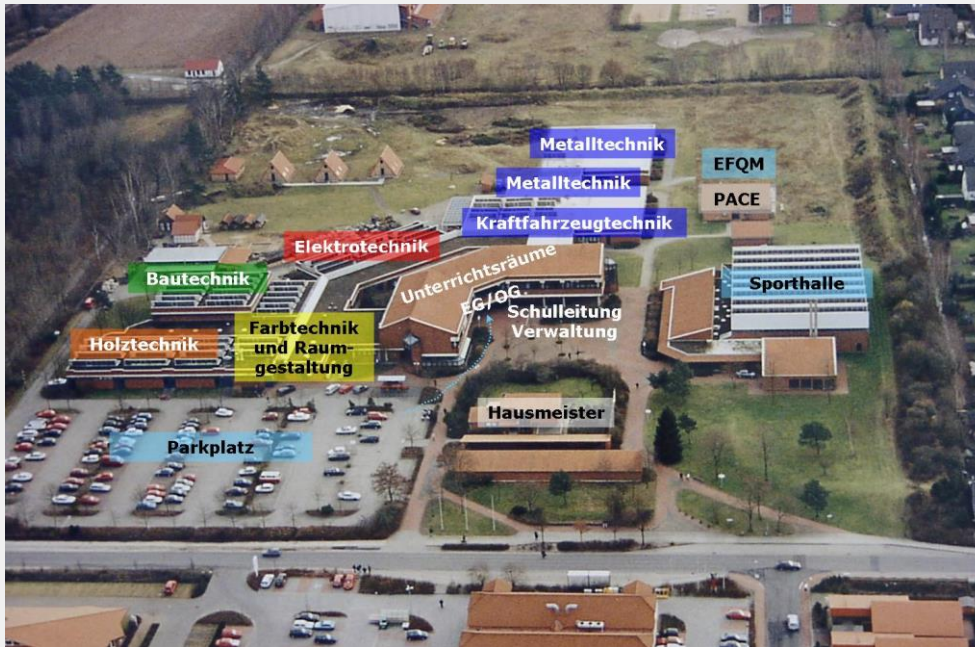 Metalltechnik
EFQM
Metalltechnik
PACE
Kraftfahrzeugtechnik
Elektrotechnik
Unterrichtsräume
EG/OG
Bautechnik
Sporthalle
Schulleitung
Verwaltung
Holztechnik
Farbtechnik
und Raum-
gestaltung
Hausmeister
Parkplatz